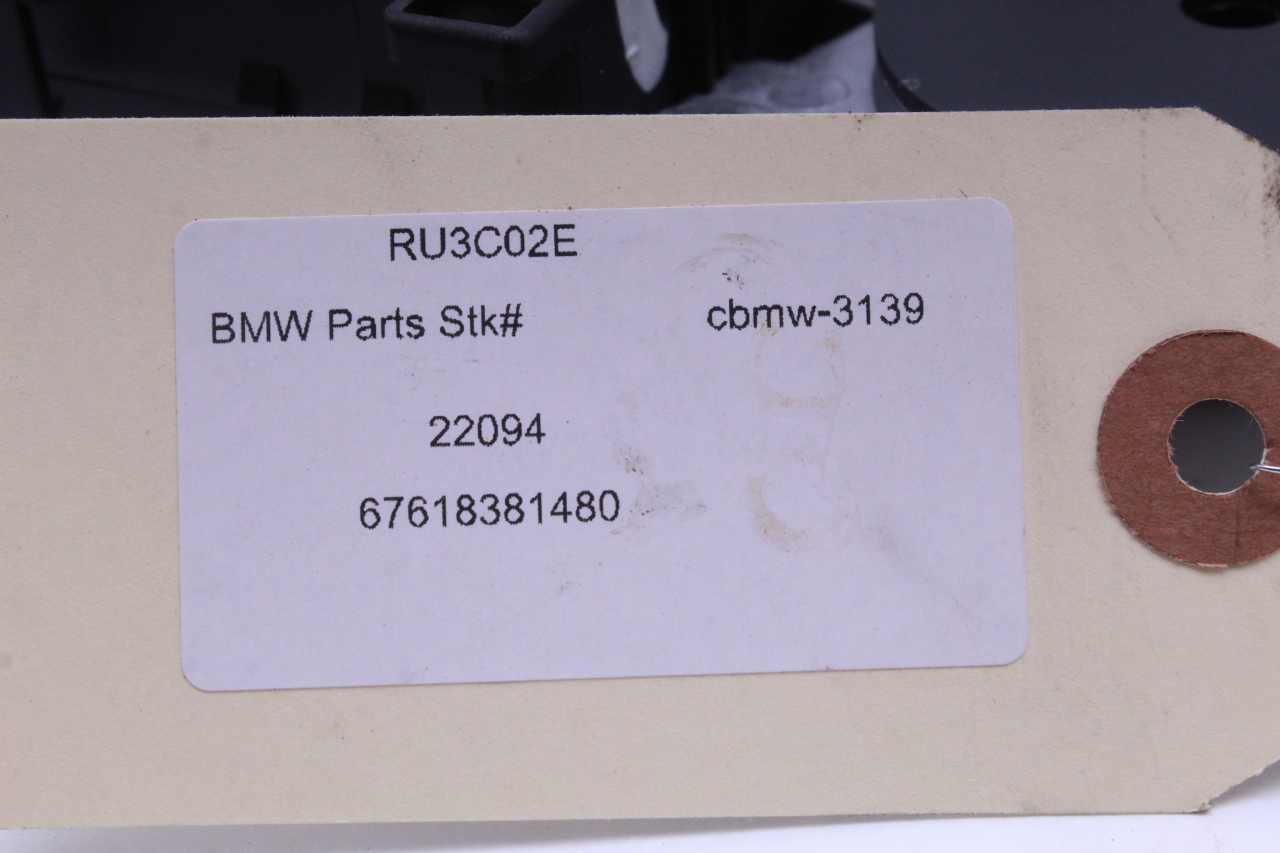 RU3C02E
BMW Parts Stk# cbmw-3139
22094
67618381480